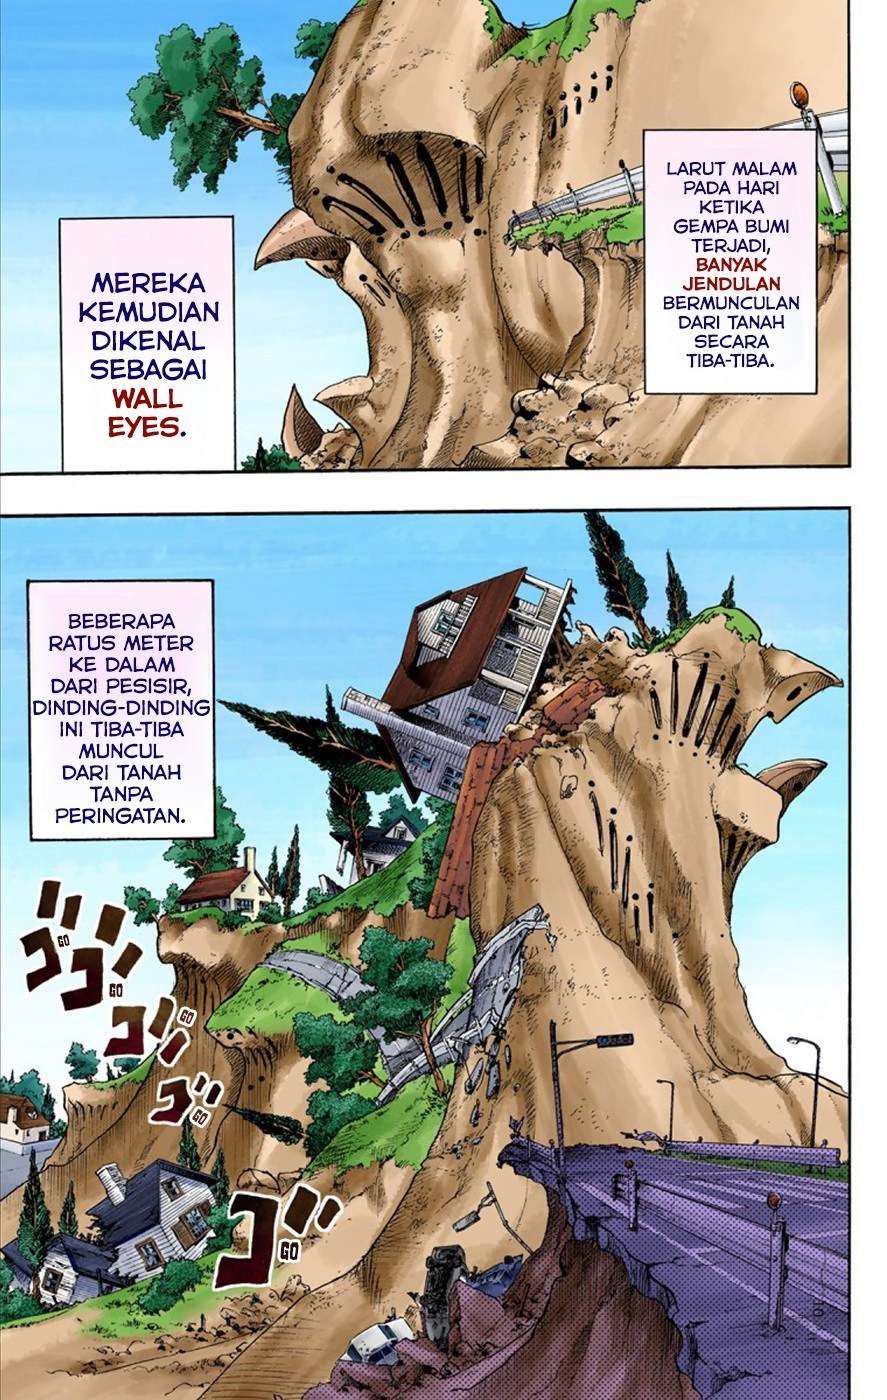 LARUT MALAM
PADA HARI
KETIKA
GEMPA BUMI
TERJADI,
BANYAK
JENDULAN
BERMUNCULAN
DARI TANAH
SECARA
TIBA-TIBA.
MEREKA
KEMUDIAN
DIKENAL
SEBAGAI
WALL
EYES.
BEBERAPA
RATUS METER
KE DALAM
DARI PESISIR,
DINDING-DINDING
INI TIBA-TIBA
MUNCUL
DARI TANAH
TANPA
PERINGATAN.
ゴ
GO
ゴ
GO
ゴ
GO
ゴ
GO
ゴ
GO